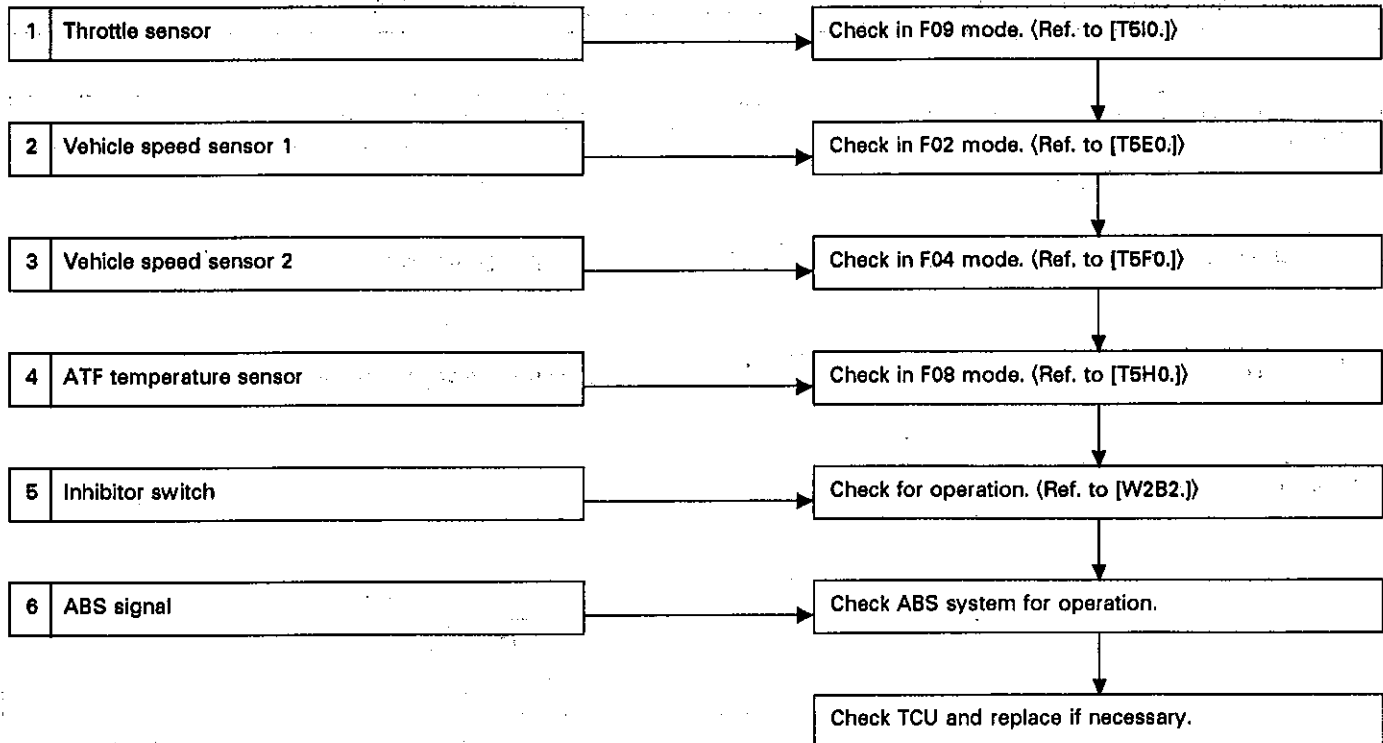 1 Throttle sensor
Check in F09 mode. ⟨Ref. to [T5I0.]⟩
2 Vehicle speed sensor 1
Check in F02 mode. ⟨Ref. to [T5E0.]⟩
3 Vehicle speed sensor 2
Check in F04 mode. ⟨Ref. to [T5F0.]⟩
4 ATF temperature sensor
Check in F08 mode. ⟨Ref. to [T5H0.]⟩
5 Inhibitor switch
Check for operation. ⟨Ref. to [W2B2.]⟩
6 ABS signal
Check ABS system for operation.
Check TCU and replace if necessary.